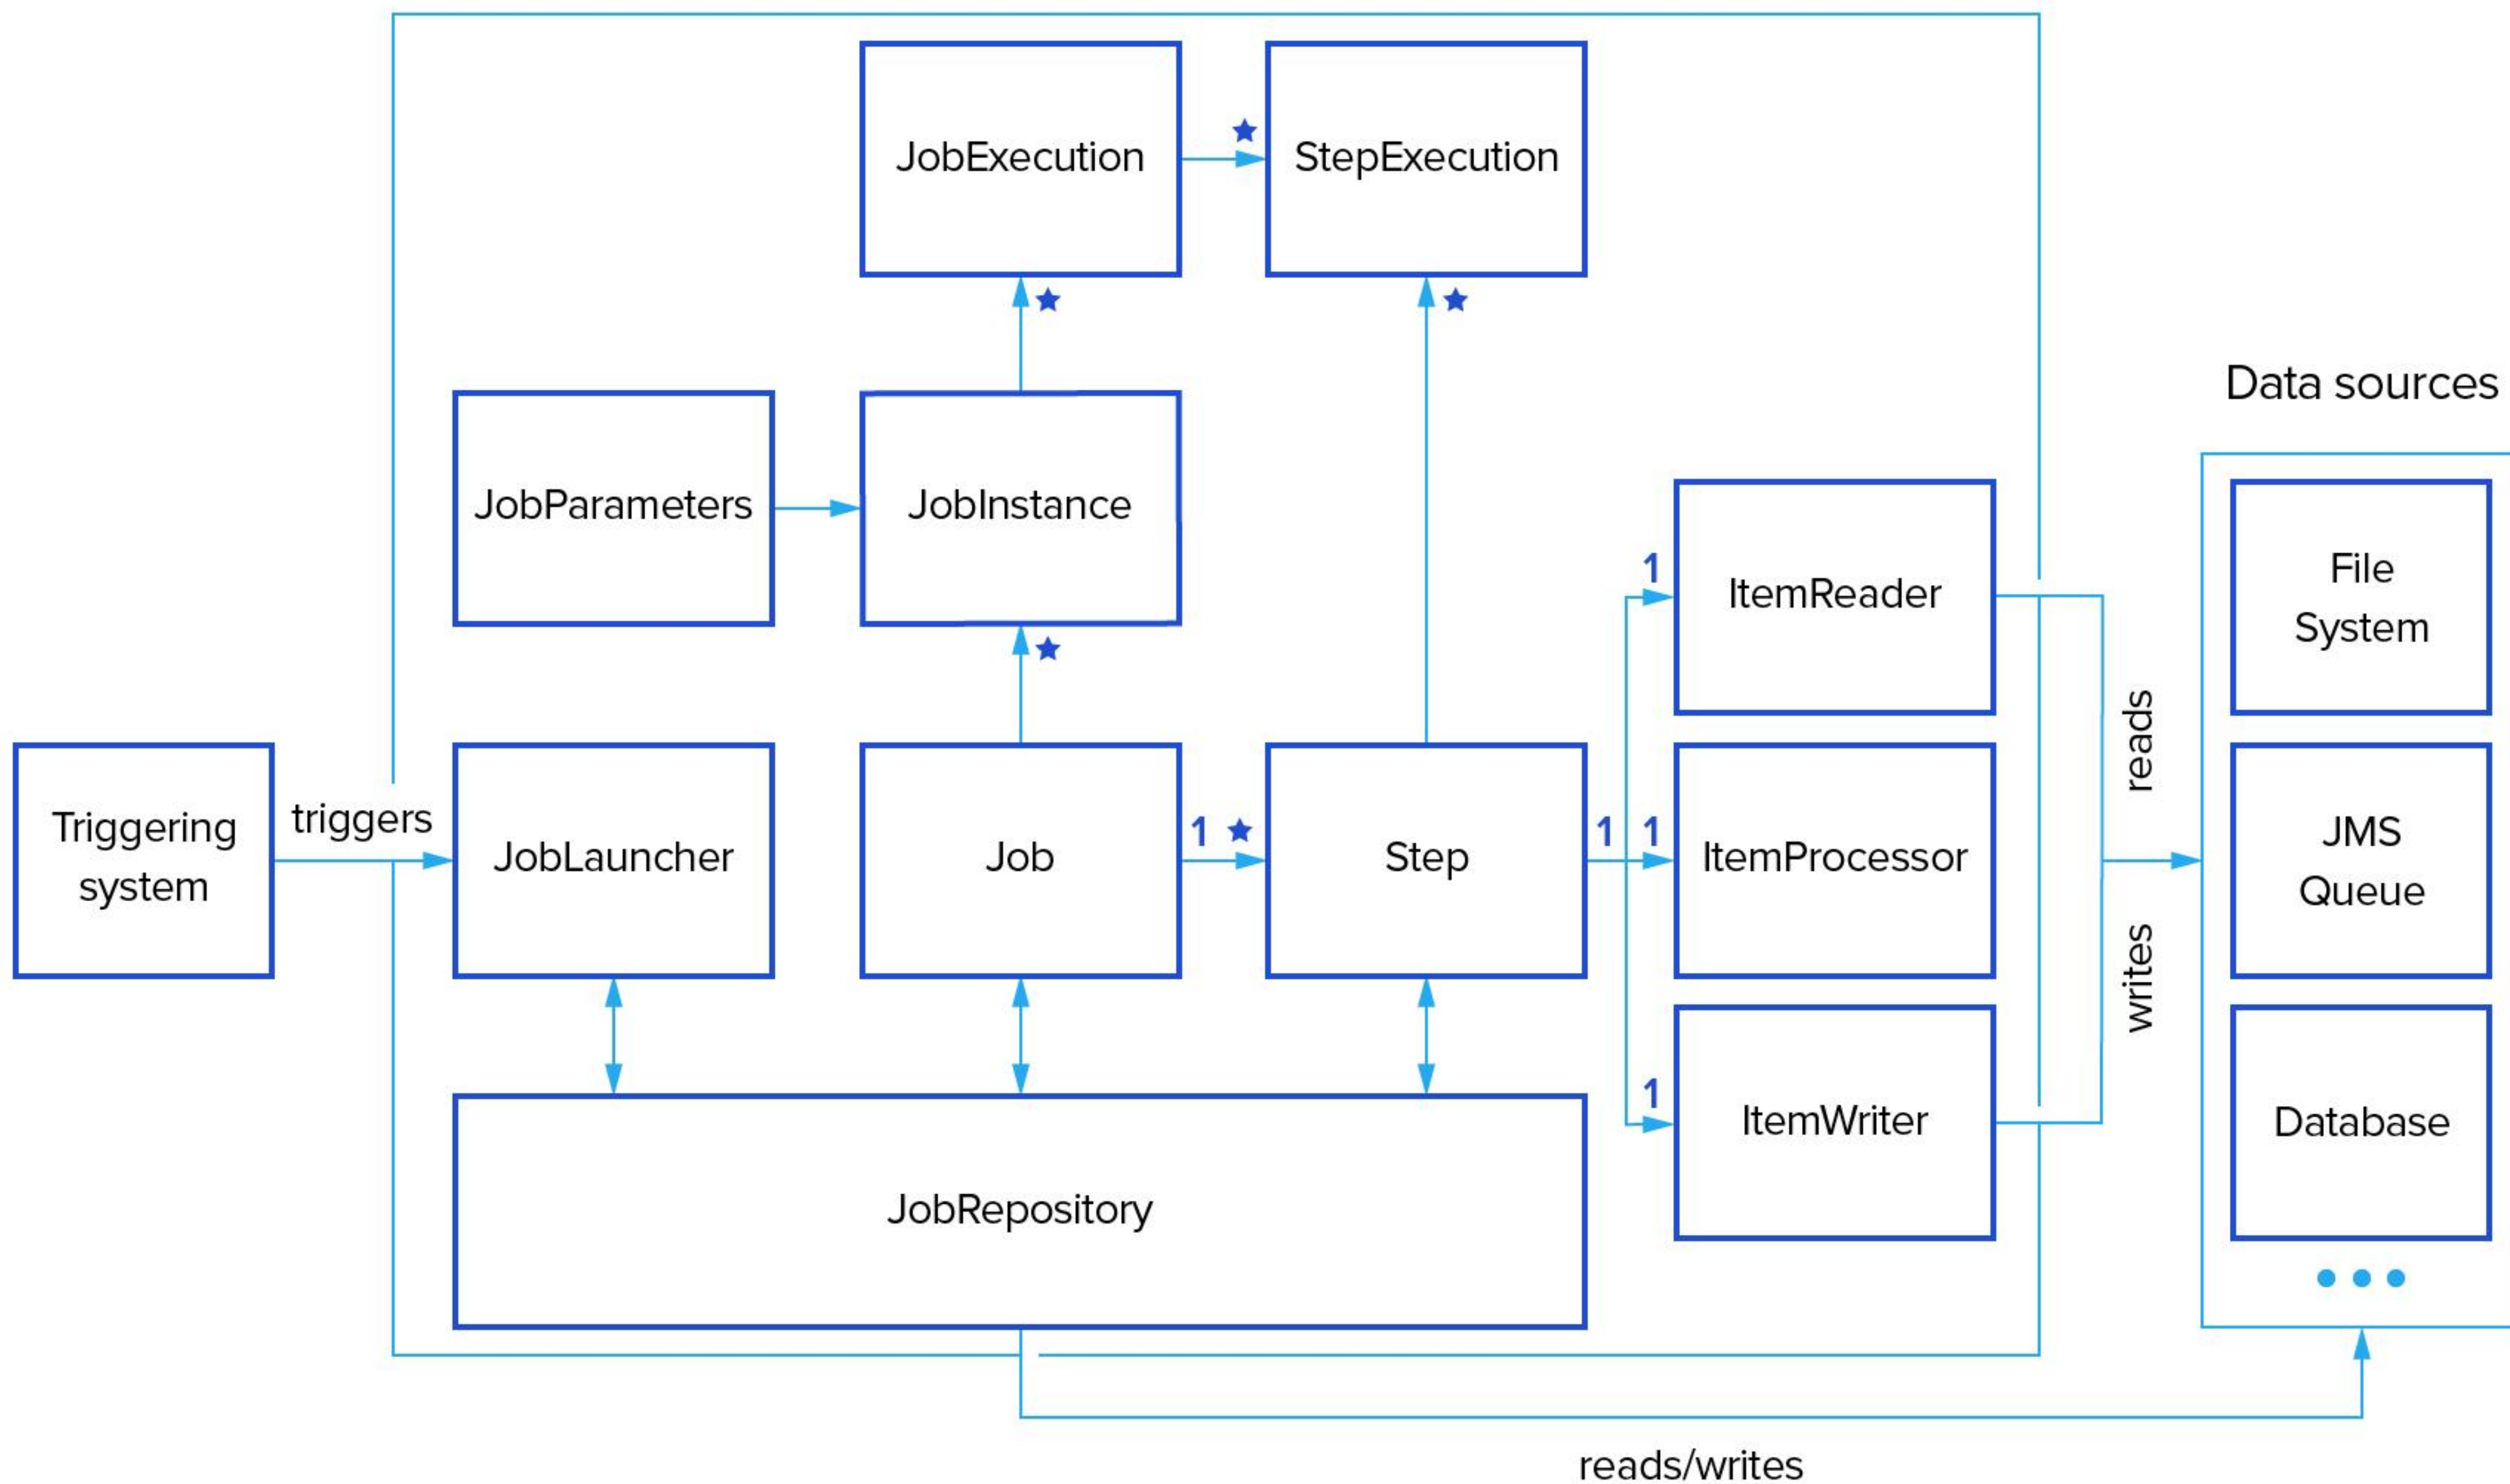 JobExecution
StepExecution
Data sources
JobParameters
JobInstance
1
ItemReader
File
System
reads
Triggering
system
triggers
JobLauncher
Job
1 ★
Step
1 1
ItemProcessor
JMS
Queue
writes
1
ItemWriter
Database
JobRepository
reads/writes